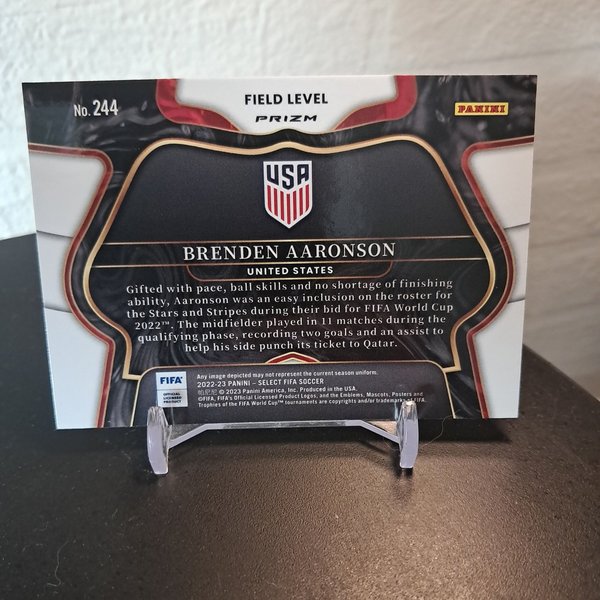 No. 244
FIELD LEVEL
PRIZM
PANINI
USA
BRENDEN AARONSON
UNITED STATES
Gifted with pace, ball skills and no shortage of finishing
ability, Aaronson was an easy inclusion on the roster for
the Stars and Stripes during their bid for FIFA World Cup
2022™. The midfielder played in 11 matches during the
qualifying phase, recording two goals and an assist to
help his side punch its ticket to Qatar.
FIFA
OFFICIAL
LICENSED
PRODUCT
Any image depicted may not represent the current season uniform.
2022-23 PANINI – SELECT FIFA SOCCER
© 2023 Panini America, Inc. Produced in the USA.
©FIFA, FIFA's Official Licensed Product Logos, and the Emblems, Mascots, Posters and
Trophies of the FIFA World Cup™ tournaments are copyrights and/or trademarks of FIFA.